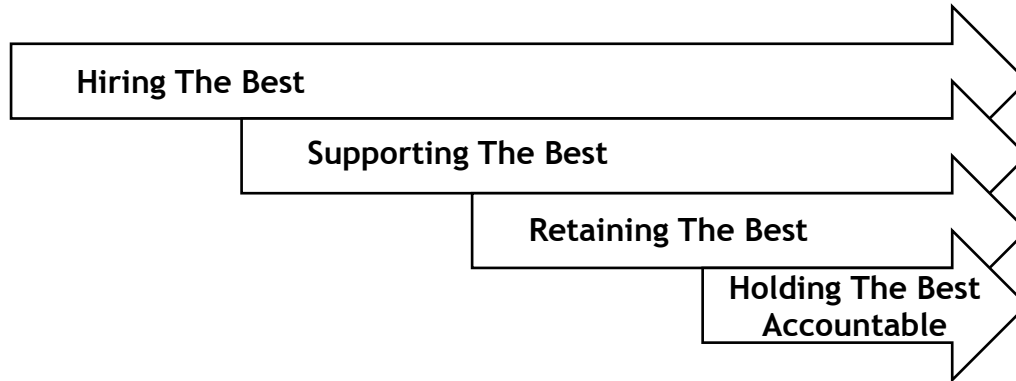 Hiring The Best
Supporting The Best
Retaining The Best
Holding The Best
Accountable